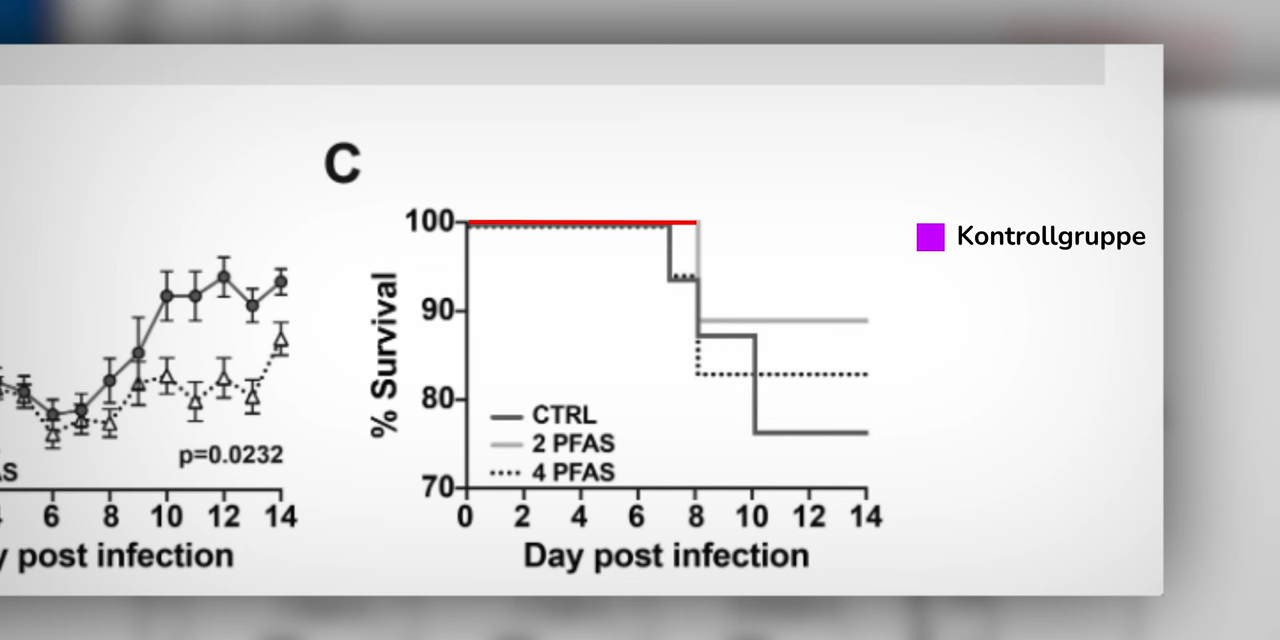 C
100
90
80
70
% Survival
CTRL
2 PFAS
4 PFAS
0 2 4 6 8 10 12 14
Day post infection
Kontrollgruppe
p=0.0232
6 8 10 12 14
post infection